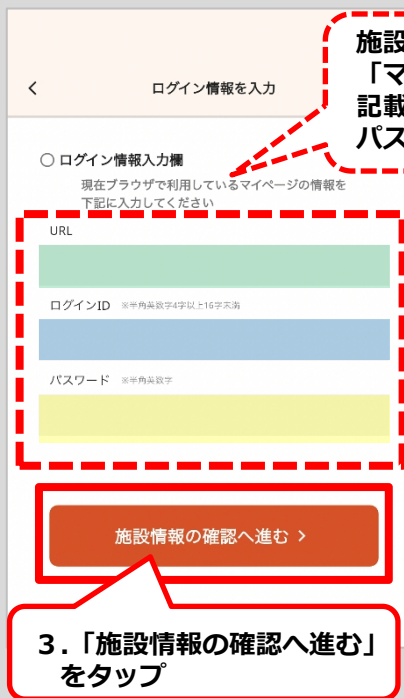 施設
「マ
記載
パス
ログイン情報を入力
ログイン情報入力欄
現在ブラウザで利用しているマイページの情報を
下記に入力してください
URL
ログインID ※半角英数字4字以上16字未満
パスワード ※半角英数字
施設情報の確認へ進む
3.「施設情報の確認へ進む」
をタップ